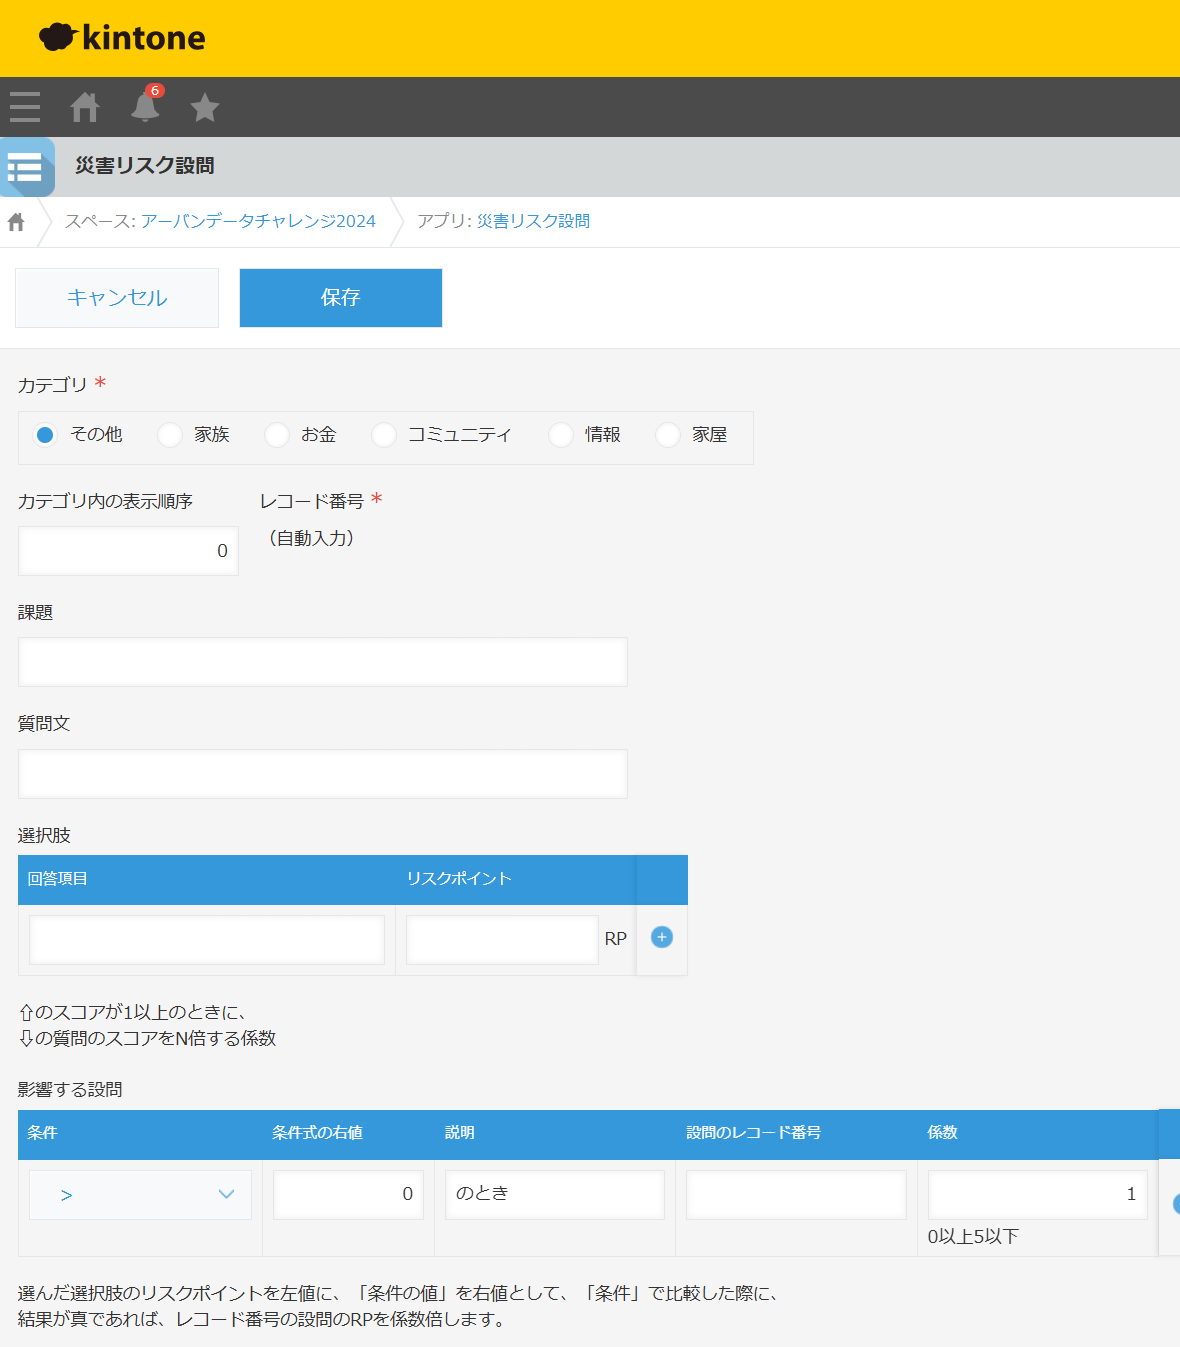 kintone
6
災害リスク設問
スペース: アーバンデータチャレンジ2024 アプリ: 災害リスク設問
キャンセル 保存
カテゴリ *
その他 家族 お金 コミュニティ 情報 家屋
カテゴリ内の表示順序 レコード番号 *
0 （自動入力）
課題
質問文
選択肢
回答項目 リスクポイント
RP
⇧のスコアが1以上のときに、
⇩の質問のスコアをN倍する係数
影響する設問
条件 条件式の右値 説明 設問のレコード番号 係数
> 0 のとき 1
0以上5以下
選んだ選択肢のリスクポイントを左値に、「条件の値」を右値として、「条件」で比較した際に、
結果が真であれば、レコード番号の設問のRPを係数倍します。